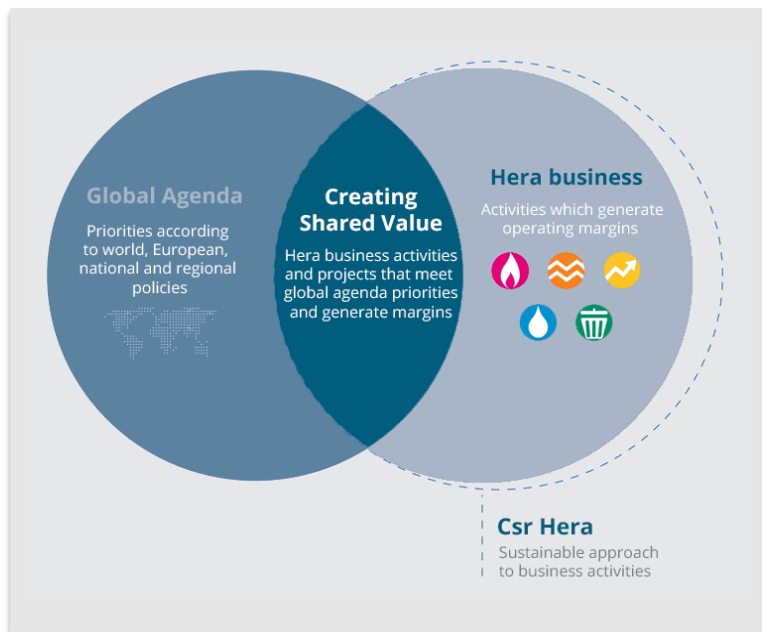 Global Agenda
Priorities according
to world, European,
national and regional
policies
Creating
Shared Value
Hera business activities
and projects that meet
global agenda priorities
and generate margins
Hera business
Activities which generate
operating margins
Csr Hera
Sustainable approach
to business activities